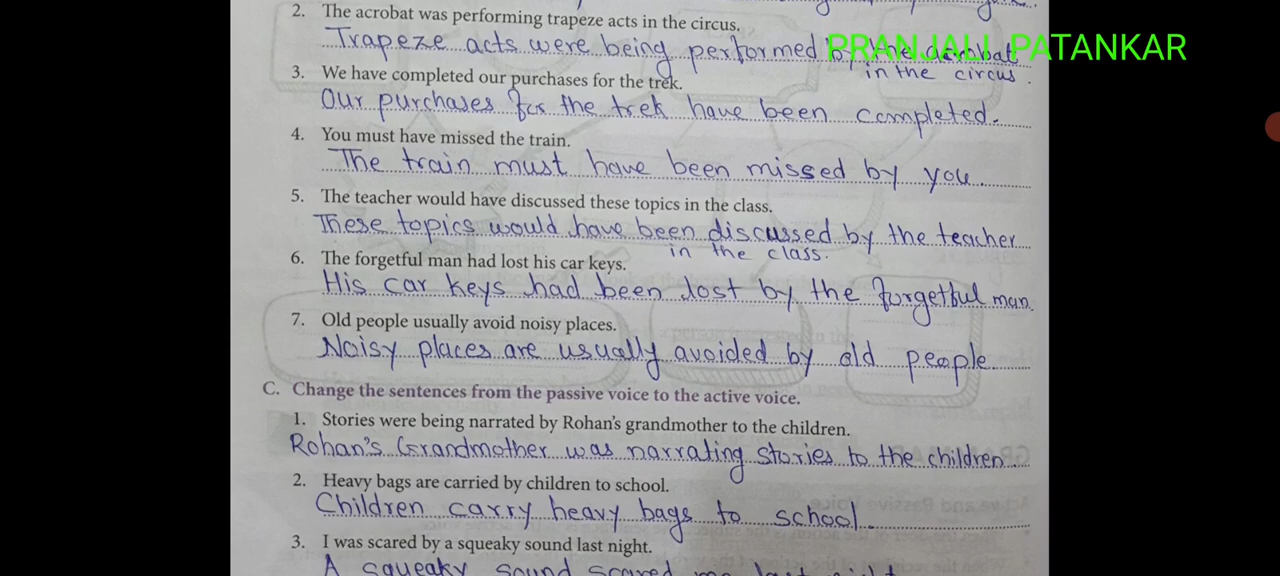 2. The acrobat was performing trapeze acts in the circus.
Trapeze acts were being performed by the acrobat
PRANJALI PATANKAR
in the circus.
3. We have completed our purchases for the trek.
Our purchases for the trek have been completed.
4. You must have missed the train.
The train must have been missed by you.
5. The teacher would have discussed these topics in the class.
These topics would have been discussed by the teacher
in the class.
6. The forgetful man had lost his car keys.
His car keys had been lost by the forgetful man.
7. Old people usually avoid noisy places.
Noisy places are usually avoided by old people.
C. Change the sentences from the passive voice to the active voice.
1. Stories were being narrated by Rohan's grandmother to the children.
Rohan's Grandmother was narrating stories to the children.
2. Heavy bags are carried by children to school.
Children carry heavy bags to school.
3. I was scared by a squeaky sound last night.
A squeaky sound scared me last night